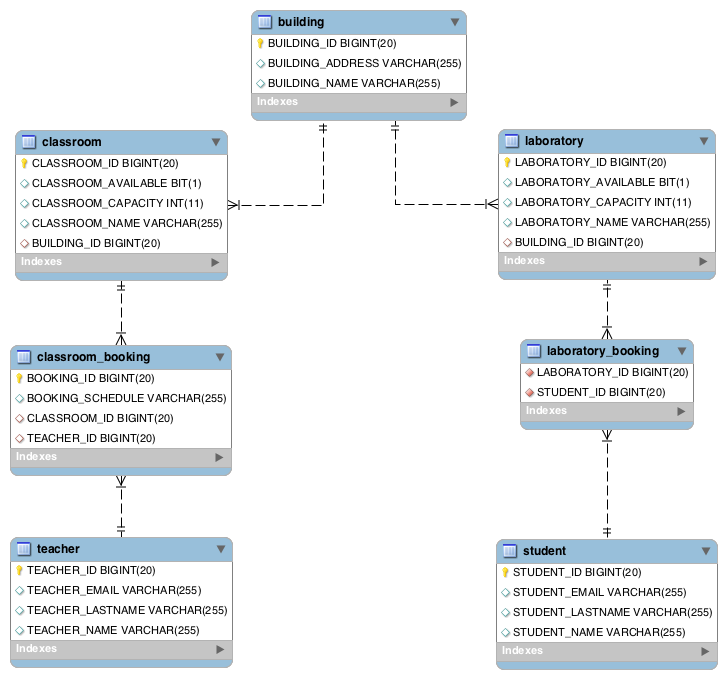 building
BUILDING_ID BIGINT(20)
BUILDING_ADDRESS VARCHAR(255)
BUILDING_NAME VARCHAR(255)
Indexes
classroom
CLASSROOM_ID BIGINT(20)
CLASSROOM_AVAILABLE BIT(1)
CLASSROOM_CAPACITY INT(11)
CLASSROOM_NAME VARCHAR(255)
BUILDING_ID BIGINT(20)
Indexes
laboratory
LABORATORY_ID BIGINT(20)
LABORATORY_AVAILABLE BIT(1)
LABORATORY_CAPACITY INT(11)
LABORATORY_NAME VARCHAR(255)
BUILDING_ID BIGINT(20)
Indexes
classroom_booking
BOOKING_ID BIGINT(20)
BOOKING_SCHEDULE VARCHAR(255)
CLASSROOM_ID BIGINT(20)
TEACHER_ID BIGINT(20)
Indexes
laboratory_booking
LABORATORY_ID BIGINT(20)
STUDENT_ID BIGINT(20)
Indexes
teacher
TEACHER_ID BIGINT(20)
TEACHER_EMAIL VARCHAR(255)
TEACHER_LASTNAME VARCHAR(255)
TEACHER_NAME VARCHAR(255)
Indexes
student
STUDENT_ID BIGINT(20)
STUDENT_EMAIL VARCHAR(255)
STUDENT_LASTNAME VARCHAR(255)
STUDENT_NAME VARCHAR(255)
Indexes